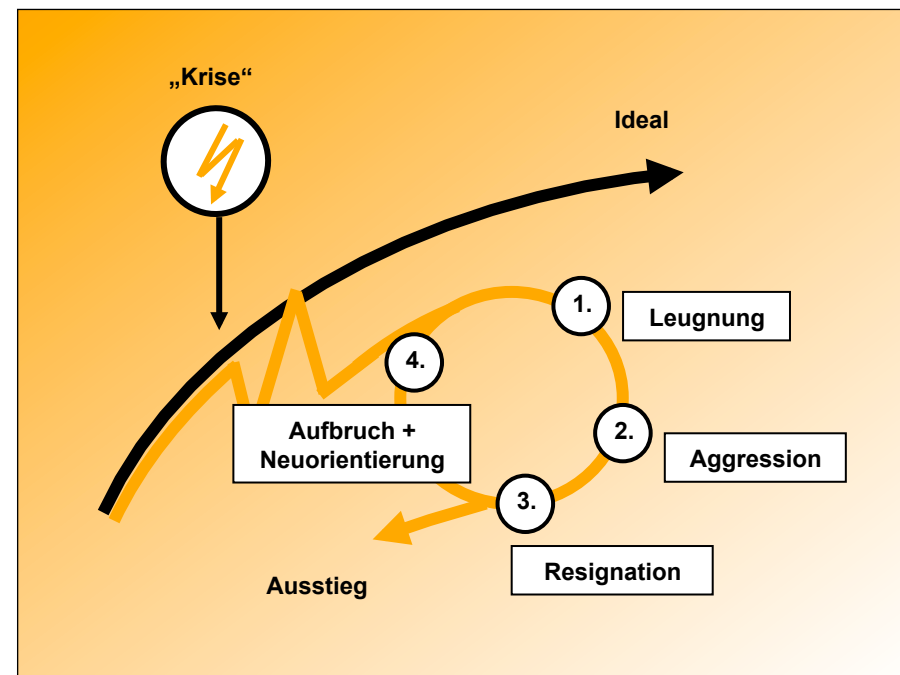 „Krise“
Ideal
1.
Leugnung
4.
Aufbruch +
Neuorientierung
2.
Aggression
3.
Resignation
Ausstieg